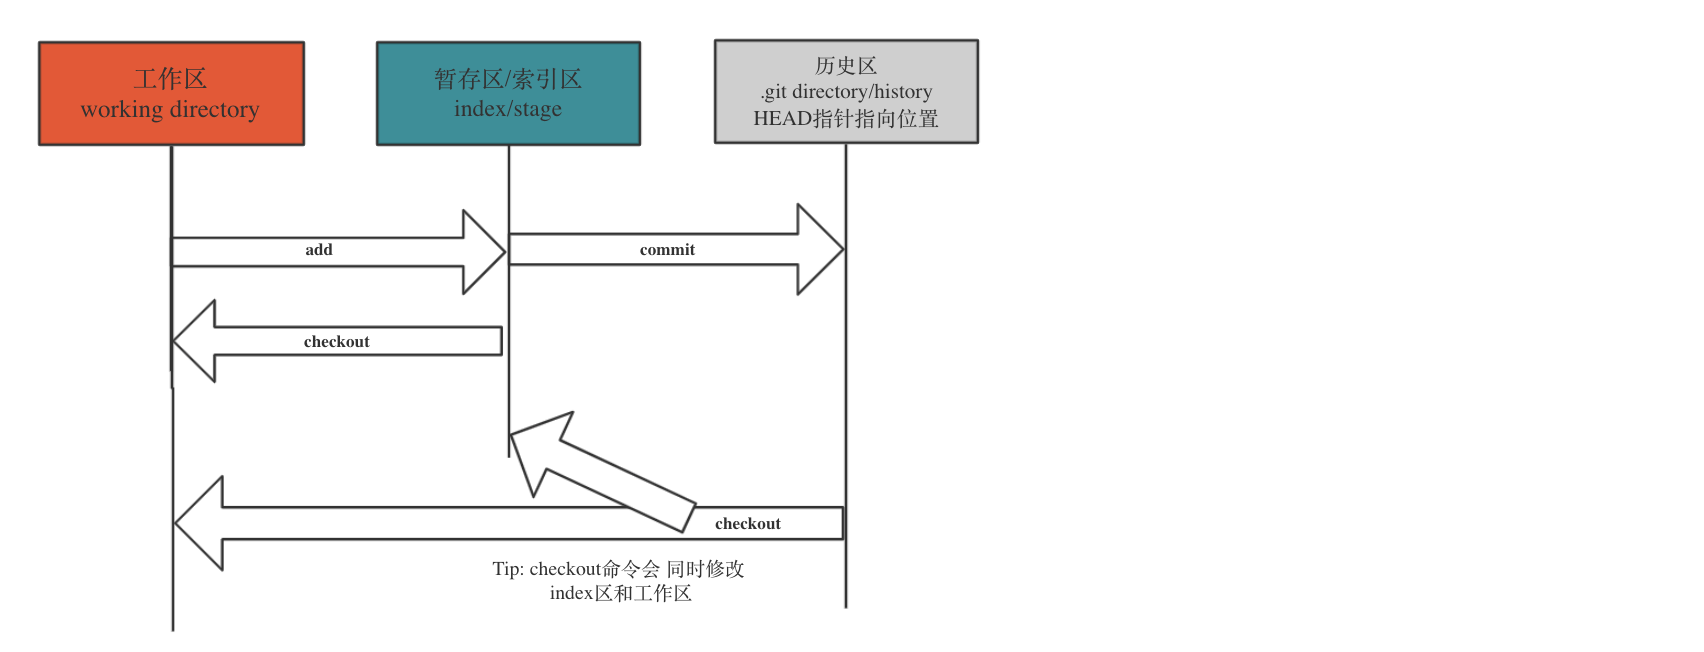 工作区
working directory
暂存区/索引区
index/stage
历史区
.git directory/history
HEAD指针指向位置
add
commit
checkout
checkout
Tip: checkout命令会 同时修改
index区和工作区